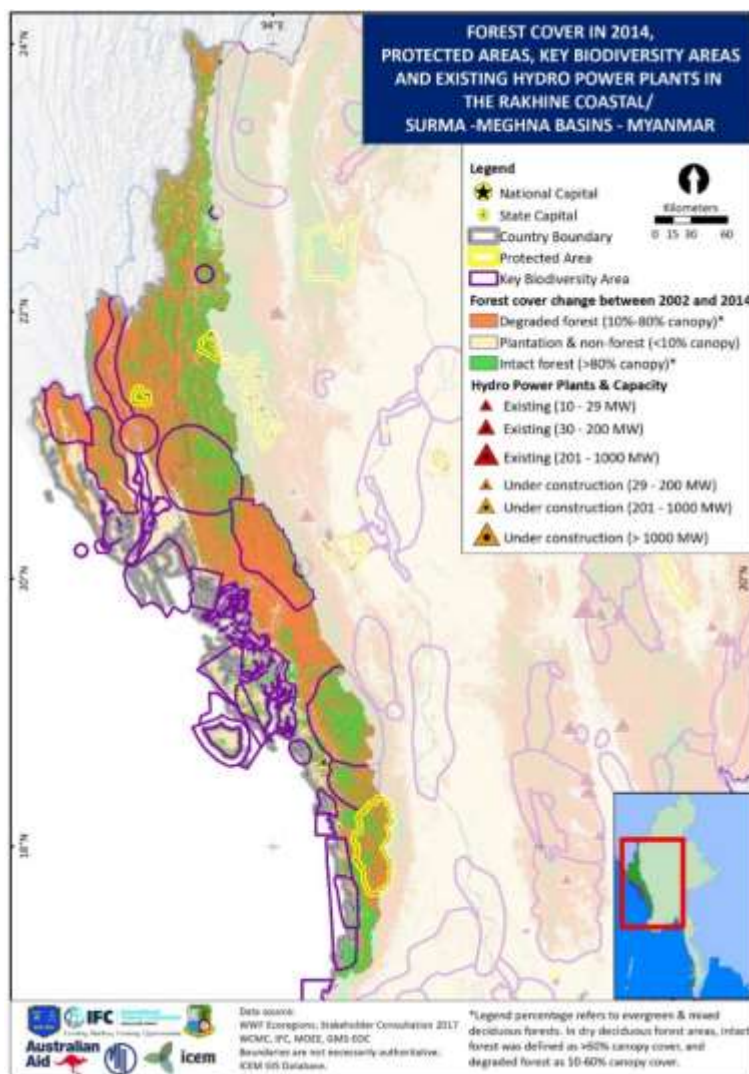 FOREST COVER IN 2014,
PROTECTED AREAS, KEY BIODIVERSITY AREAS
AND EXISTING HYDRO POWER PLANTS IN
THE RAKHINE COASTAL/
SURMA -MEGHNA BASINS - MYANMAR
94°E
24°N
22°N
20°N
18°N
20°N
Legend
National Capital
State Capital
Country Boundary
Protected Area
Key Biodiversity Area
Kilometers
0 15 30 60
Forest cover change between 2002 and 2014
Degraded forest (10%-80% canopy)*
Plantation & non-forest (<10% canopy)
Intact forest (>80% canopy)*
Hydro Power Plants & Capacity
Existing (10 - 29 MW)
Existing (30 - 200 MW)
Existing (201 - 1000 MW)
Under construction (29 - 200 MW)
Under construction (201 - 1000 MW)
Under construction (> 1000 MW)
IFC
Australian
Aid
icem
Data source:
WWF Ecoregions; Stakeholder Consultation 2017
WCMC, IFC, MOEE, GMS-EOC
Boundaries are not necessarily authoritative.
ICEM GIS Database.
*Legend percentage refers to evergreen & mixed
deciduous forests. In dry deciduous forest areas, intact
forest was defined as >60% canopy cover, and
degraded forest as 10-60% canopy cover.